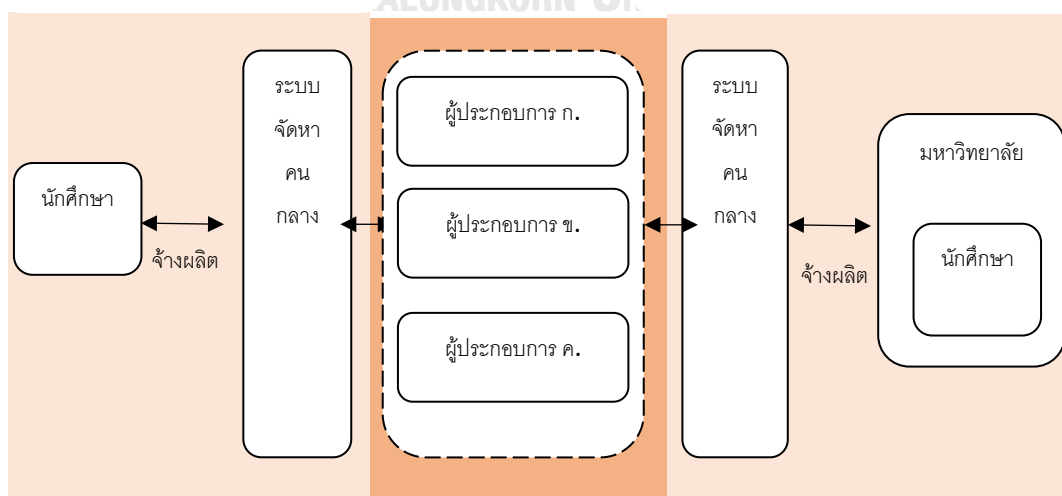 นักศึกษา
จ้างผลิต
ระบบ
จัดหา
คน
กลาง
ผู้ประกอบการ ก.
ผู้ประกอบการ ข.
ผู้ประกอบการ ค.
ระบบ
จัดหา
คน
กลาง
จ้างผลิต
มหาวิทยาลัย
นักศึกษา